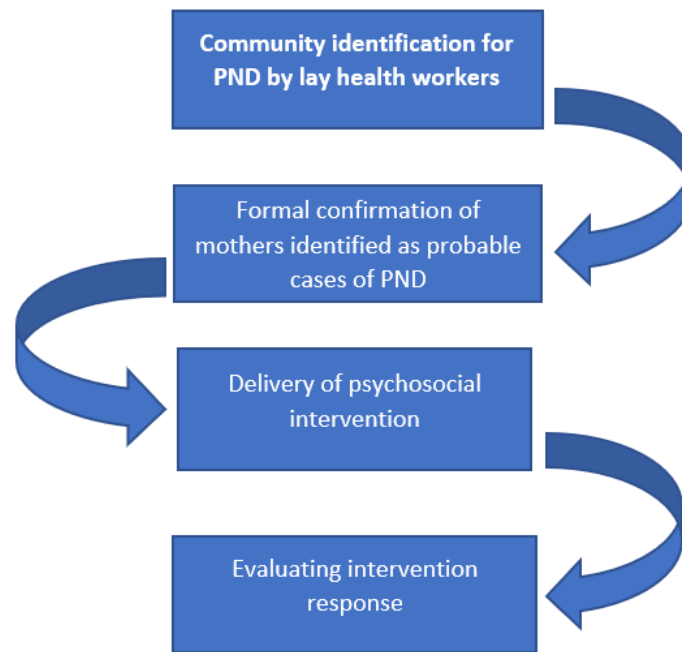 Community identification for
PND by lay health workers
Formal confirmation of
mothers identified as probable
cases of PND
Delivery of psychosocial
intervention
Evaluating intervention
response